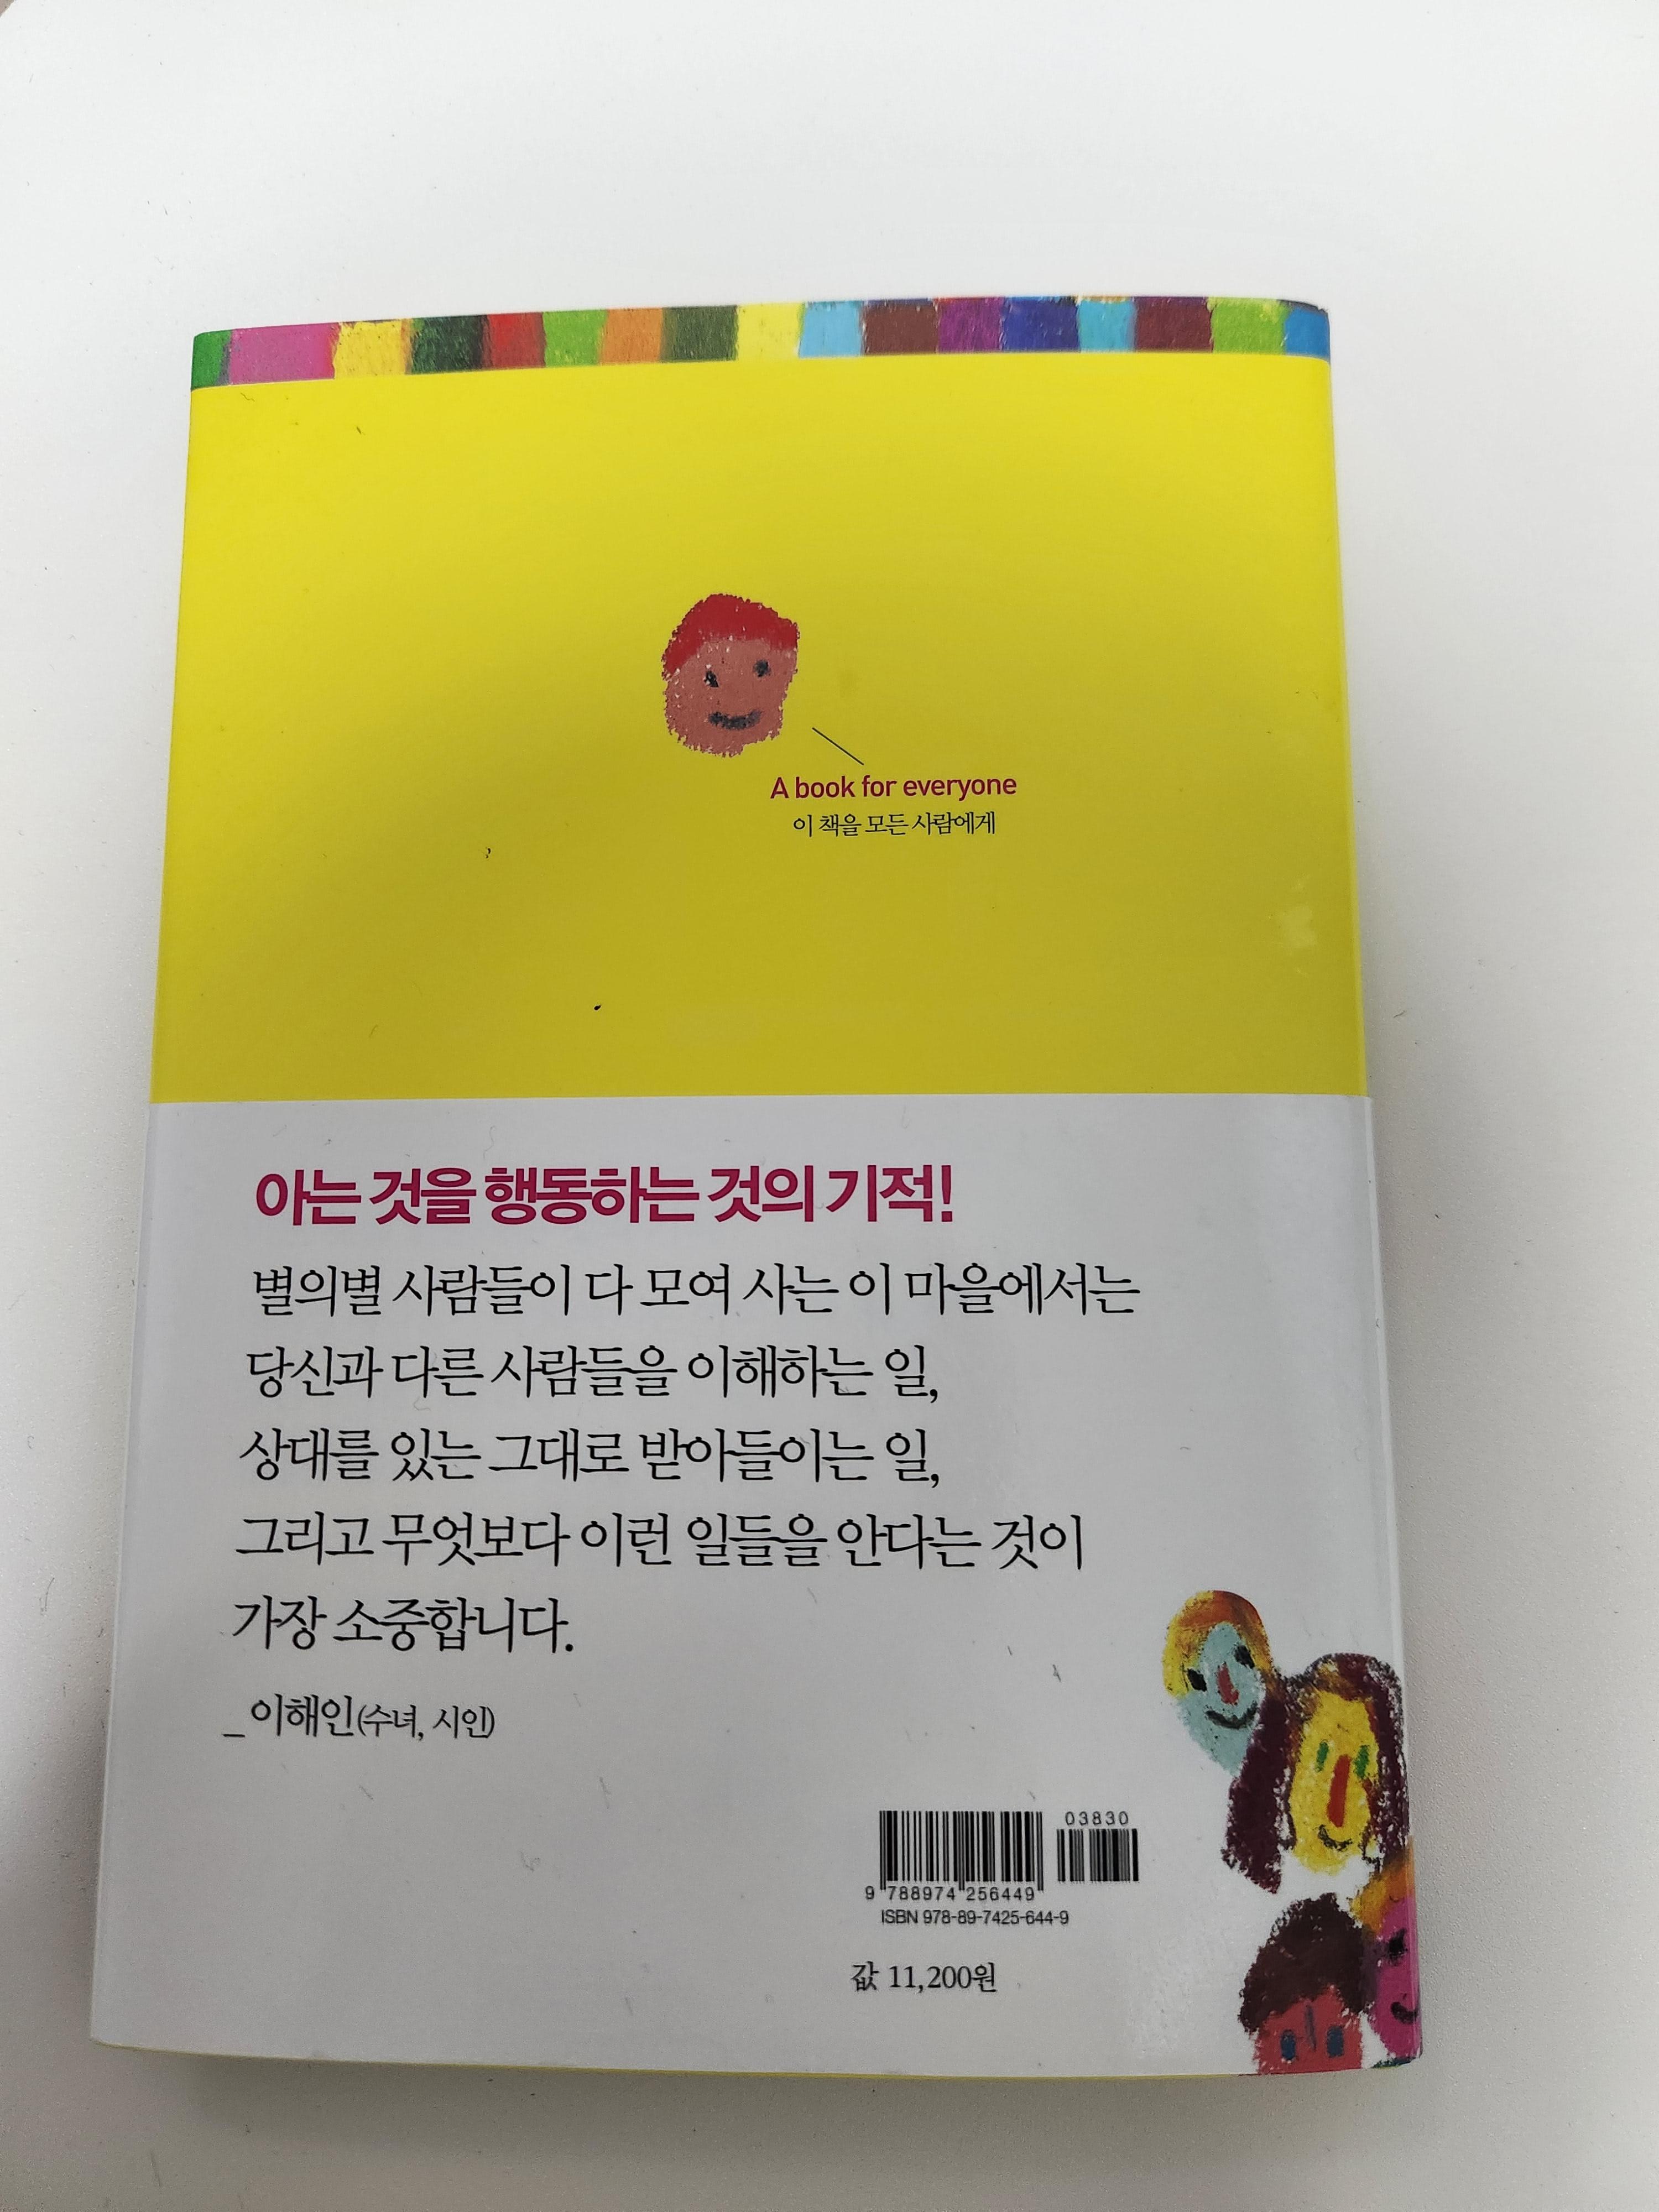 A book for everyone
이 책을 모든 사람에게
아는 것을 행동하는 것의 기적!
별의별 사람들이 다 모여 사는 이 마을에서는
당신과 다른 사람들을 이해하는 일,
상대를 있는 그대로 받아들이는 일,
그리고 무엇보다 이런 일들을 안다는 것이
가장 소중합니다.
_이해인(수녀, 시인)
03830
9 788974 256449
ISBN 978-89-7425-644-9
값 11,200원